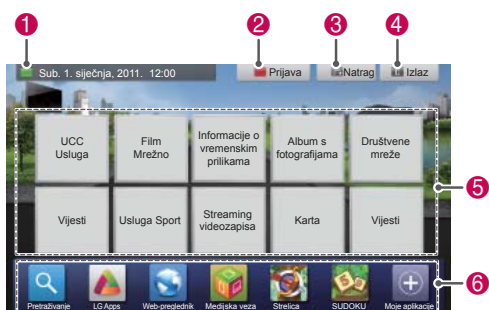 1
2
3
4
Sub. 1. siječnja, 2011. 12:00
Prijava
Natrag
Izlaz
UCC
Usluga
Film
Mrežno
Informacije o
vremenskim
prilikama
Album s
fotografijama
Društvene
mreže
5
Vijesti
Usluga Sport
Streaming
videozapisa
Karta
Vijesti
6
Pretraživanje
LG Apps
Web-preglednik
Medijska veza
Strelica
SUDOKU
Moje aplikacije